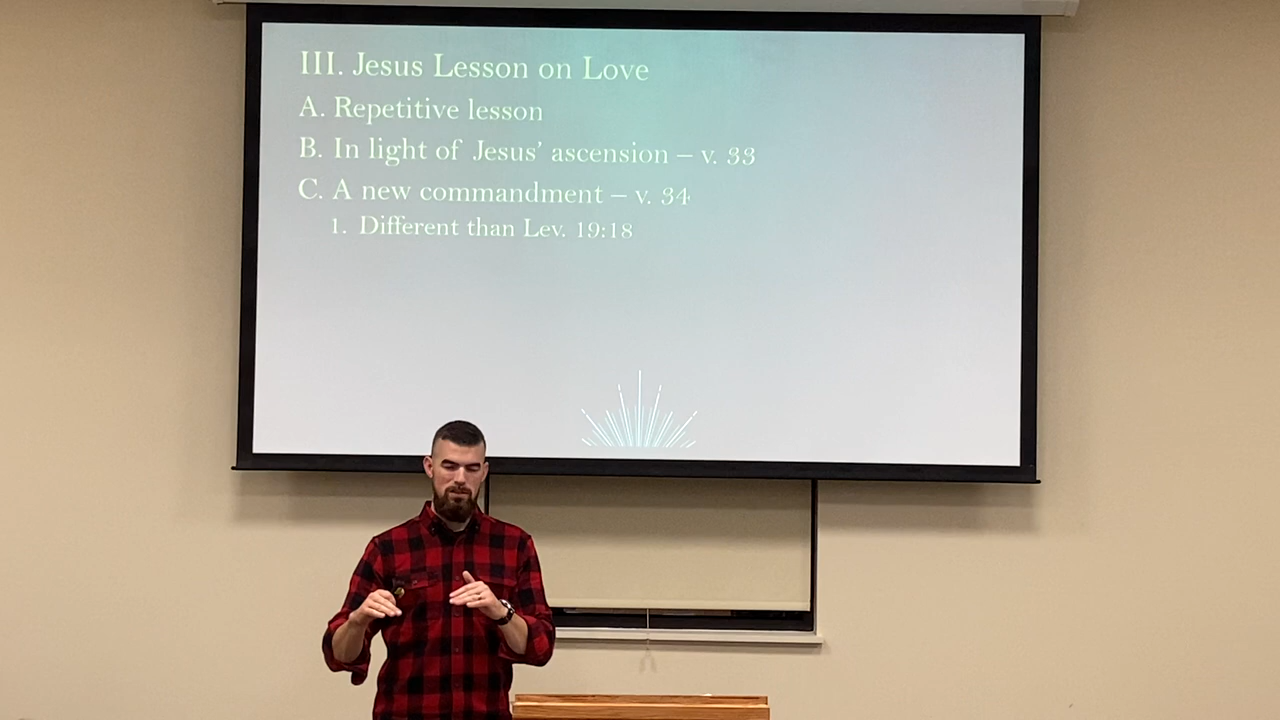 III. Jesus Lesson on Love
A. Repetitive lesson
B. In light of Jesus’ ascension – v. 33
C. A new commandment – v. 34
1. Different than Lev. 19:18